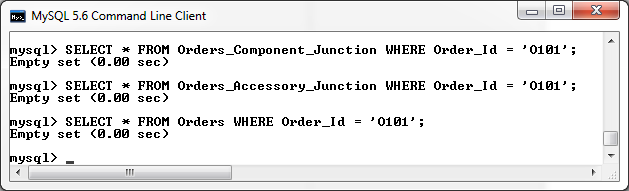 MySQL 5.6 Command Line Client
mysql> SELECT * FROM Orders_Component_Junction WHERE Order_Id = 'O101';
Empty set (0.00 sec)
mysql> SELECT * FROM Orders_Accessory_Junction WHERE Order_Id = 'O101';
Empty set (0.00 sec)
mysql> SELECT * FROM Orders WHERE Order_Id = 'O101';
Empty set (0.00 sec)
mysql> _